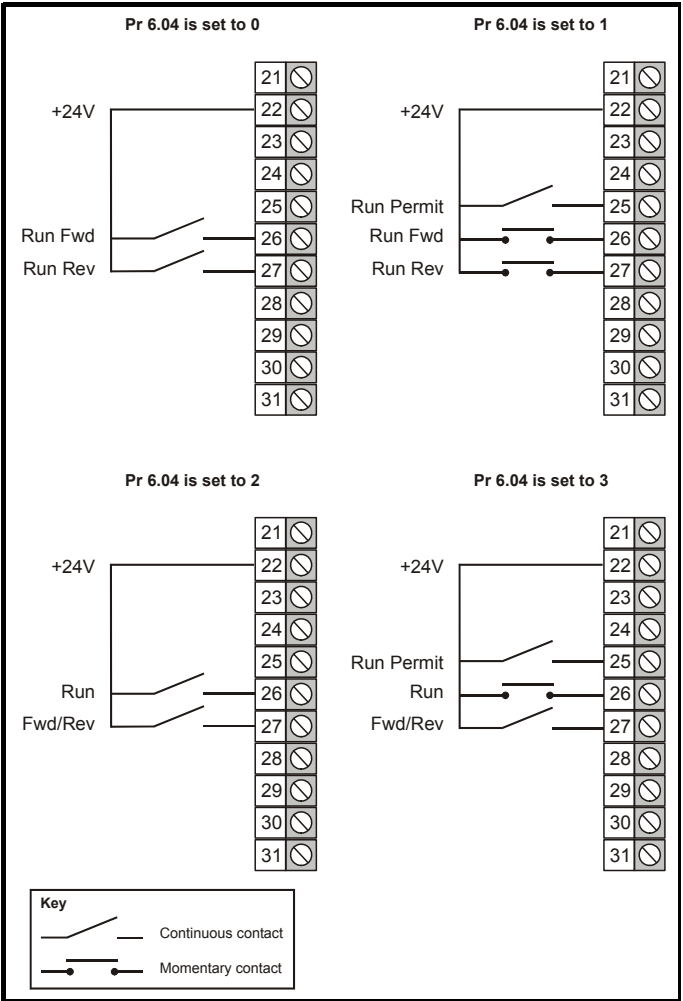 Pr 6.04 is set to 0
21
+24V 22
23
24
25
Run Fwd 26
Run Rev 27
28
29
30
31
Pr 6.04 is set to 1
21
+24V 22
23
24
Run Permit 25
Run Fwd 26
Run Rev 27
28
29
30
31
Pr 6.04 is set to 2
21
+24V 22
23
24
25
Run 26
Fwd/Rev 27
28
29
30
31
Pr 6.04 is set to 3
21
+24V 22
23
24
Run Permit 25
Run 26
Fwd/Rev 27
28
29
30
31
Key
Continuous contact
Momentary contact